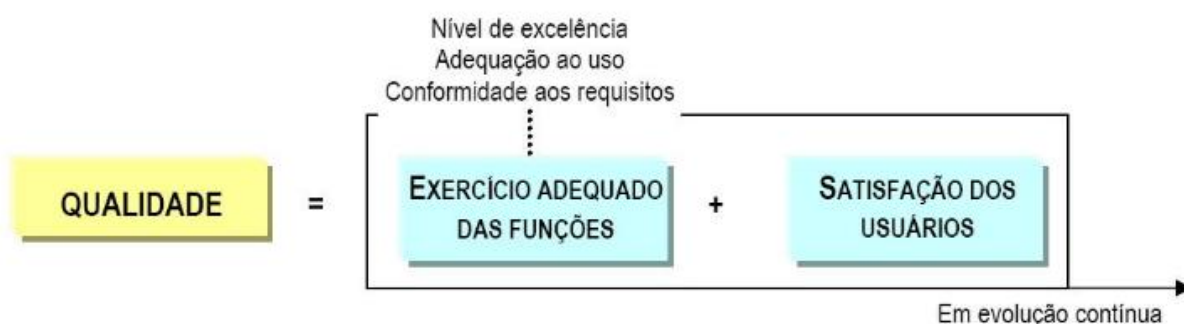 Nível de excelência
Adequação ao uso
Conformidade aos requisitos
QUALIDADE
=
EXERCÍCIO ADEQUADO
DAS FUNÇÕES
+
SATISFAÇÃO DOS
USUÁRIOS
Em evolução contínua